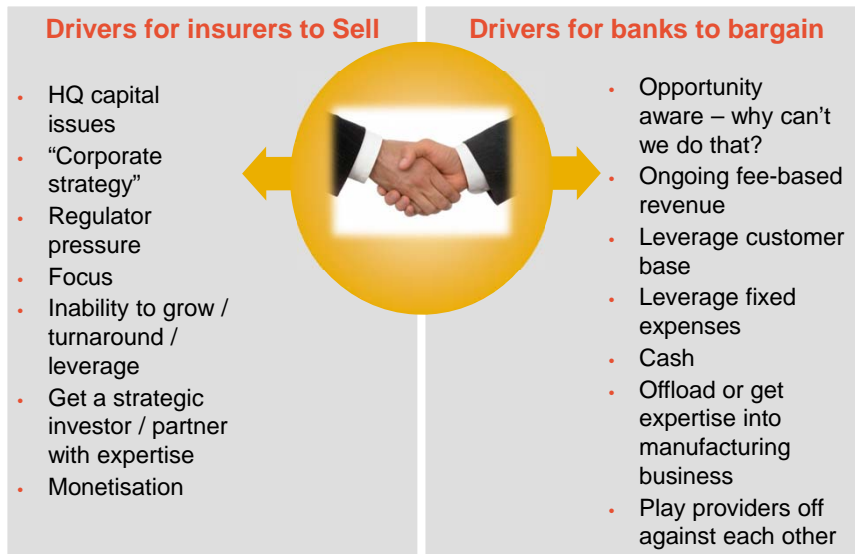 Drivers for insurers to Sell
• HQ capital
issues
• “Corporate
strategy”
• Regulator
pressure
• Focus
• Inability to grow /
turnaround /
leverage
• Get a strategic
investor / partner
with expertise
• Monetisation
Drivers for banks to bargain
• Opportunity
aware – why can’t
we do that?
• Ongoing fee-based
revenue
• Leverage customer
base
• Leverage fixed
expenses
• Cash
• Offload or get
expertise into
manufacturing
business
• Play providers off
against each other